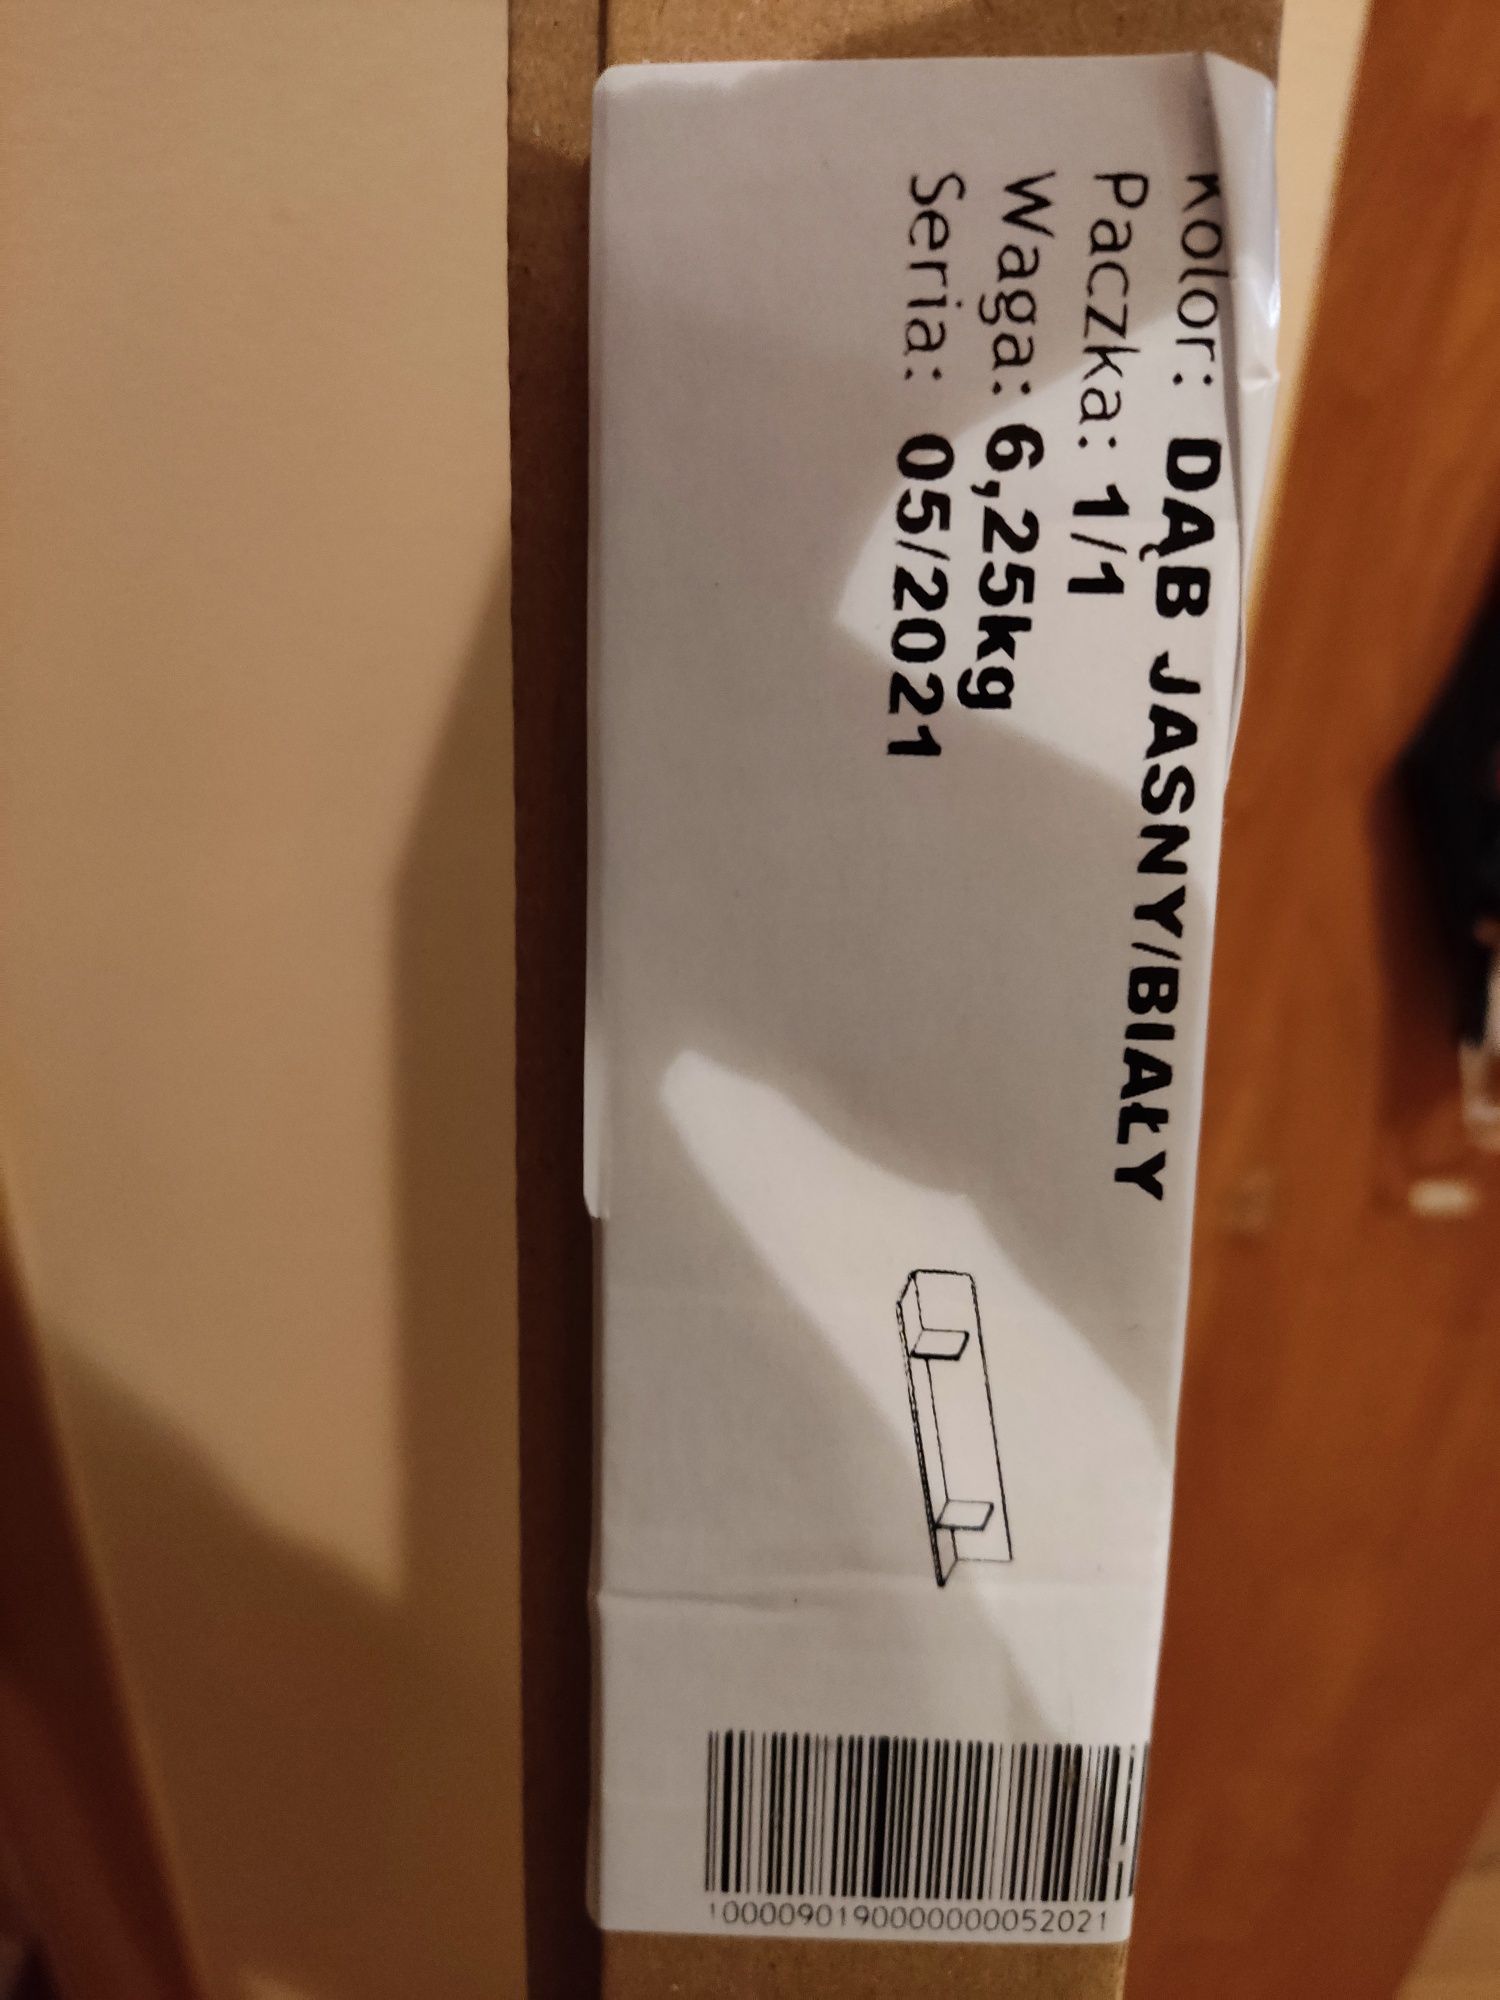 Kolor: DĄB JASNY/BIAŁY
Paczka: 1/1
Waga: 6,25kg
Seria: 05/2021
10000901900000000052021